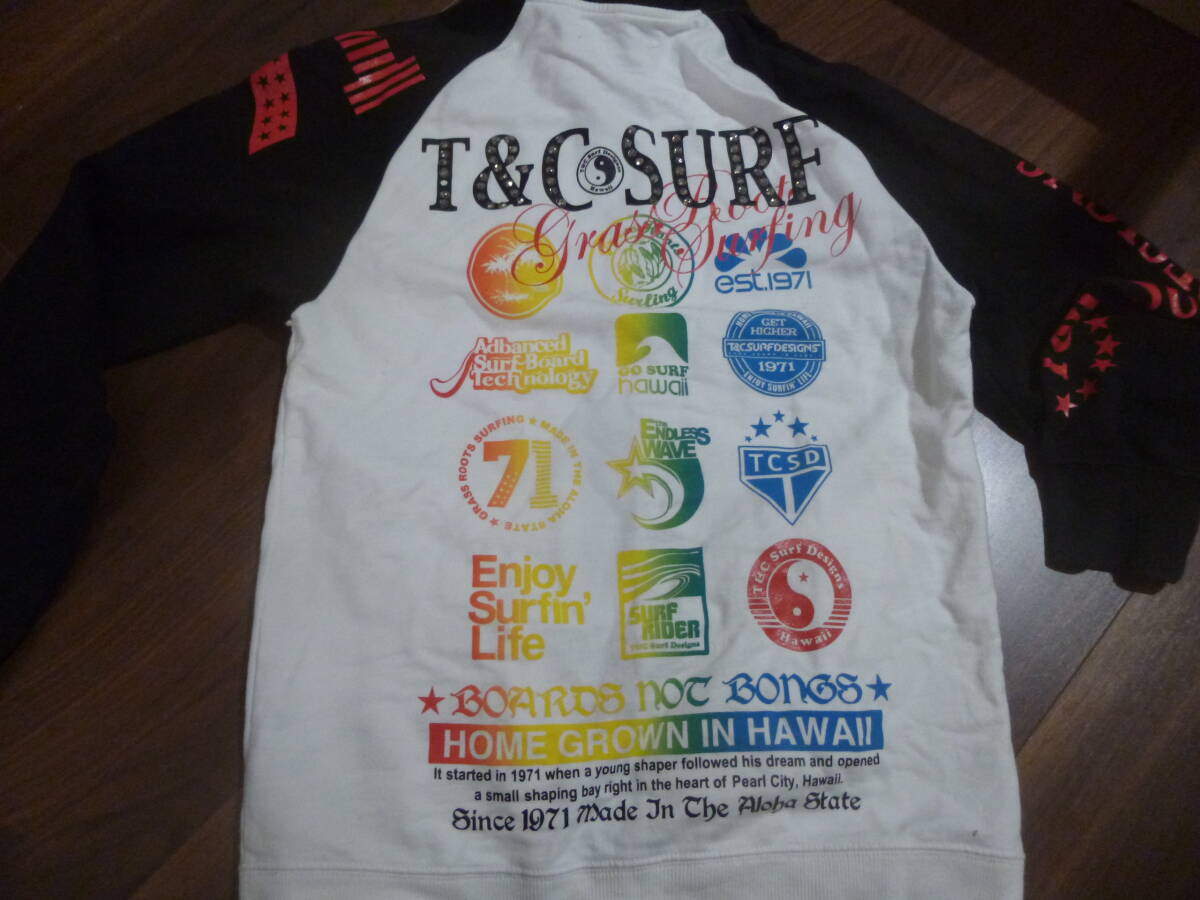 T&C SURF
T&C Surf Designs
Hawaii
Grass Roots
Surfing
Surfing
est.1971
Adbanced
Surf-Board
Technology
GO SURF
hawaii
GET
HIGHER
T&C SURF DESIGNS
1971
ENJOY SURFIN' LIFE
GRASS ROOTS SURFING ★ MADE IN THE ALOHA STATE ★
71
ENDLESS
WAVE
TCSD
Enjoy
Surfin'
Life
SURF
RIDER
T&C Surf Designs
T&C Surf Designs
Hawaii
★ BOARDS NOT BONGS ★
HOME GROWN IN HAWAII
It started in 1971 when a young shaper followed his dream and opened
a small shaping bay right in the heart of Pearl City, Hawaii.
Since 1971 Made In The Aloha State